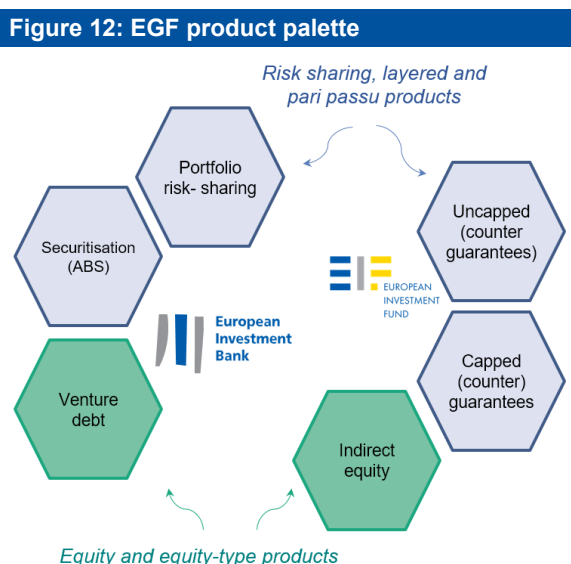 Figure 12: EGF product palette
Risk sharing, layered and
pari passu products
Portfolio
risk- sharing
Uncapped
(counter
guarantees)
Securitisation
(ABS)
EIF
EUROPEAN
INVESTMENT
FUND
European
Investment
Bank
Capped
(counter)
guarantees
Venture
debt
Indirect
equity
Equity and equity-type products